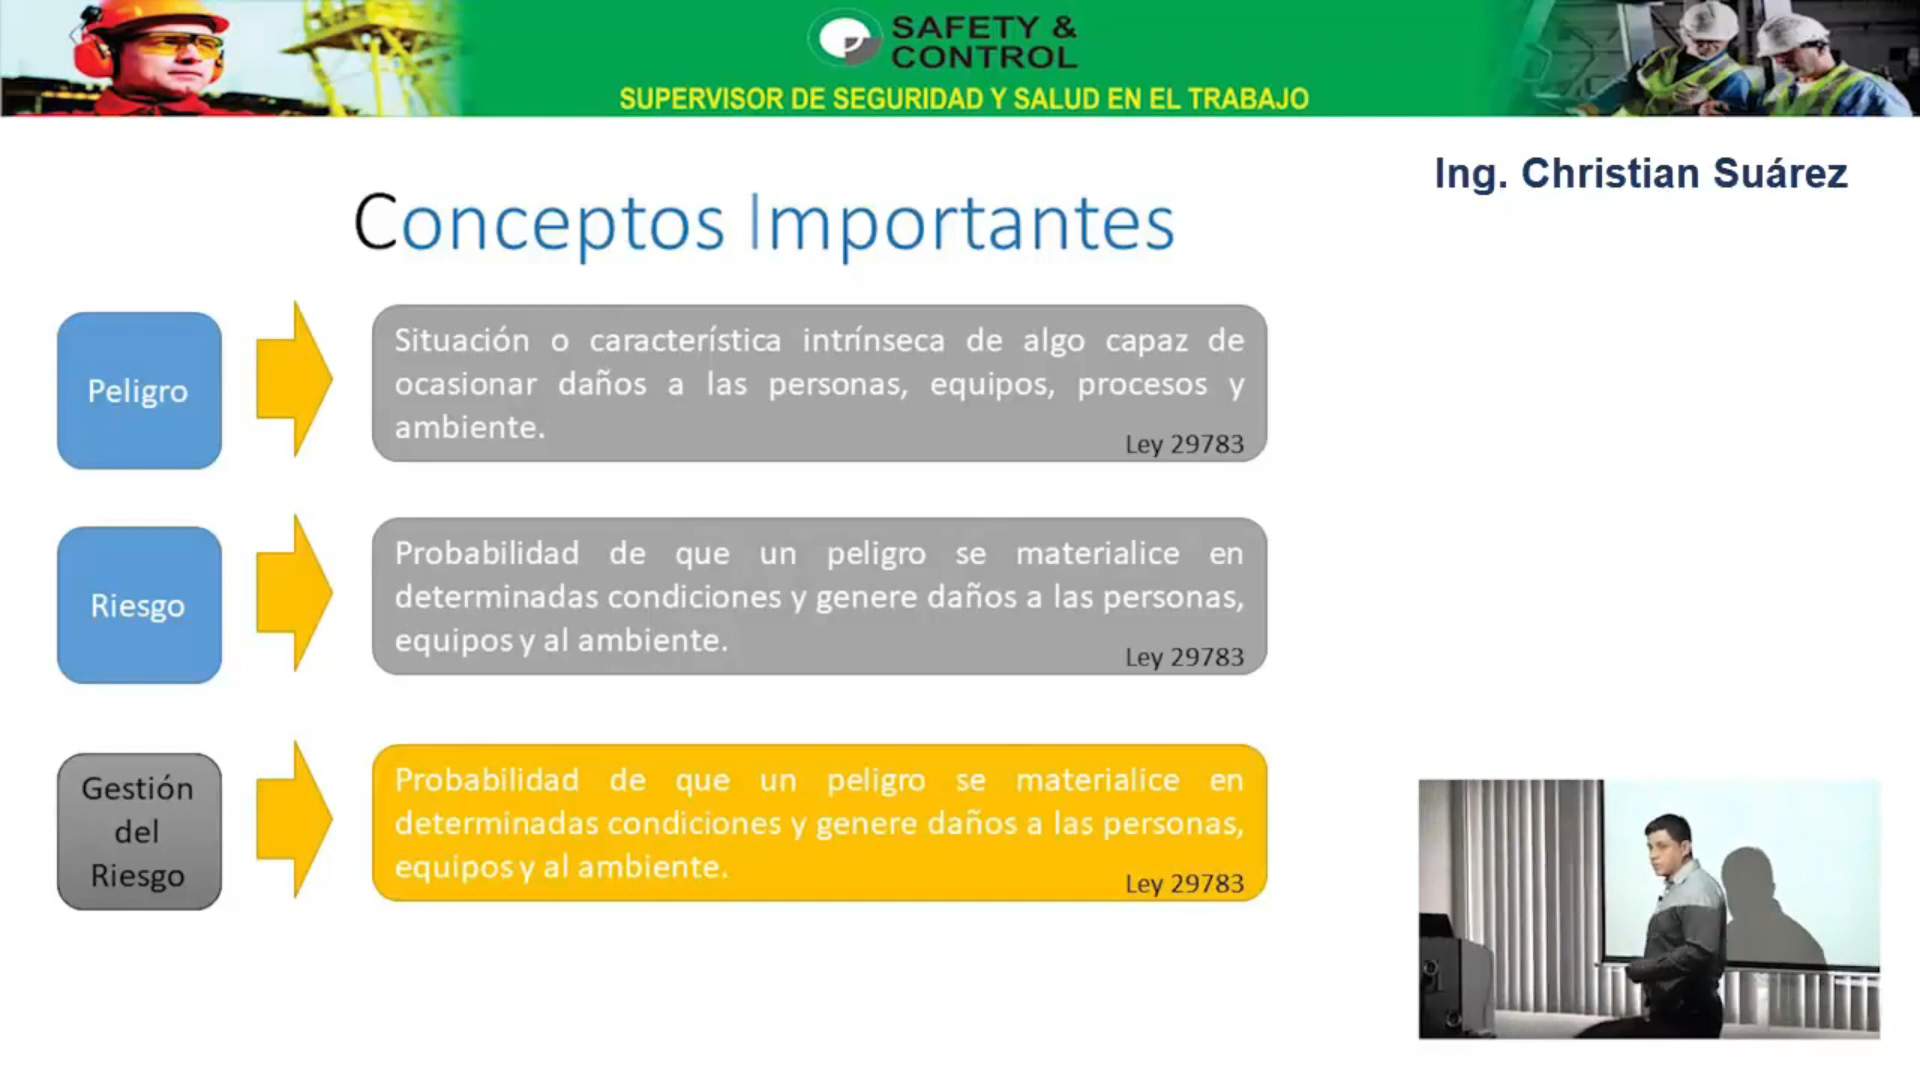 SAFETY &
CONTROL
SUPERVISOR DE SEGURIDAD Y SALUD EN EL TRABAJO
Ing. Christian Suárez
Conceptos Importantes
Peligro
Situación o característica intrínseca de algo capaz de
ocasionar daños a las personas, equipos, procesos y
ambiente.
Ley 29783
Riesgo
Probabilidad de que un peligro se materialice en
determinadas condiciones y genere daños a las personas,
equipos y al ambiente.
Ley 29783
Gestión
del
Riesgo
Probabilidad de que un peligro se materialice en
determinadas condiciones y genere daños a las personas,
equipos y al ambiente.
Ley 29783